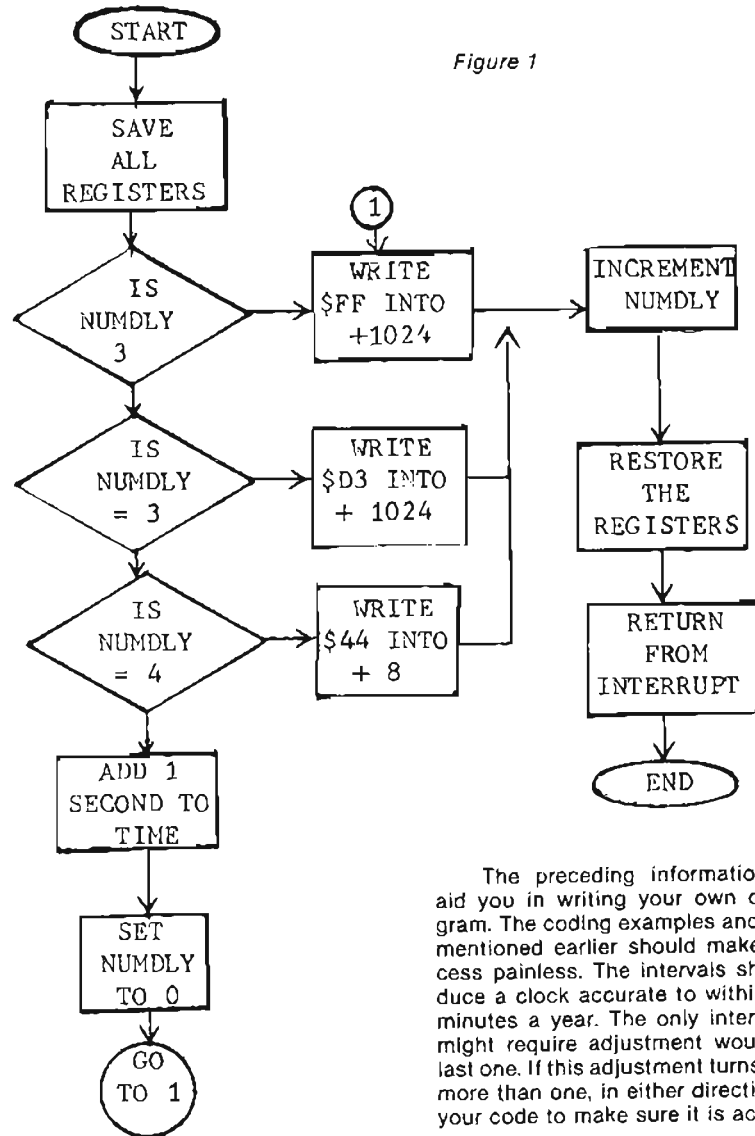 START
Figure 1
SAVE
ALL
REGISTERS
1
IS
NUMDLY
3
WRITE
$FF INTO
+1024
INCREMENT
NUMDLY
IS
NUMDLY
= 3
WRITE
$D3 INTO
+ 1024
RESTORE
THE
REGISTERS
IS
NUMDLY
= 4
WRITE
$44 INTO
+ 8
RETURN
FROM
INTERRUPT
END
ADD 1
SECOND TO
TIME
SET
NUMDLY
TO 0
GO
TO 1
The preceding informatio
aid you in writing your own
gram. The coding examples and
mentioned earlier should make
cess painless. The intervals sh
duce a clock accurate to withi
minutes a year. The only inter
might require adjustment wou
last one. If this adjustment turns
more than one, in either directi
your code to make sure it is ac